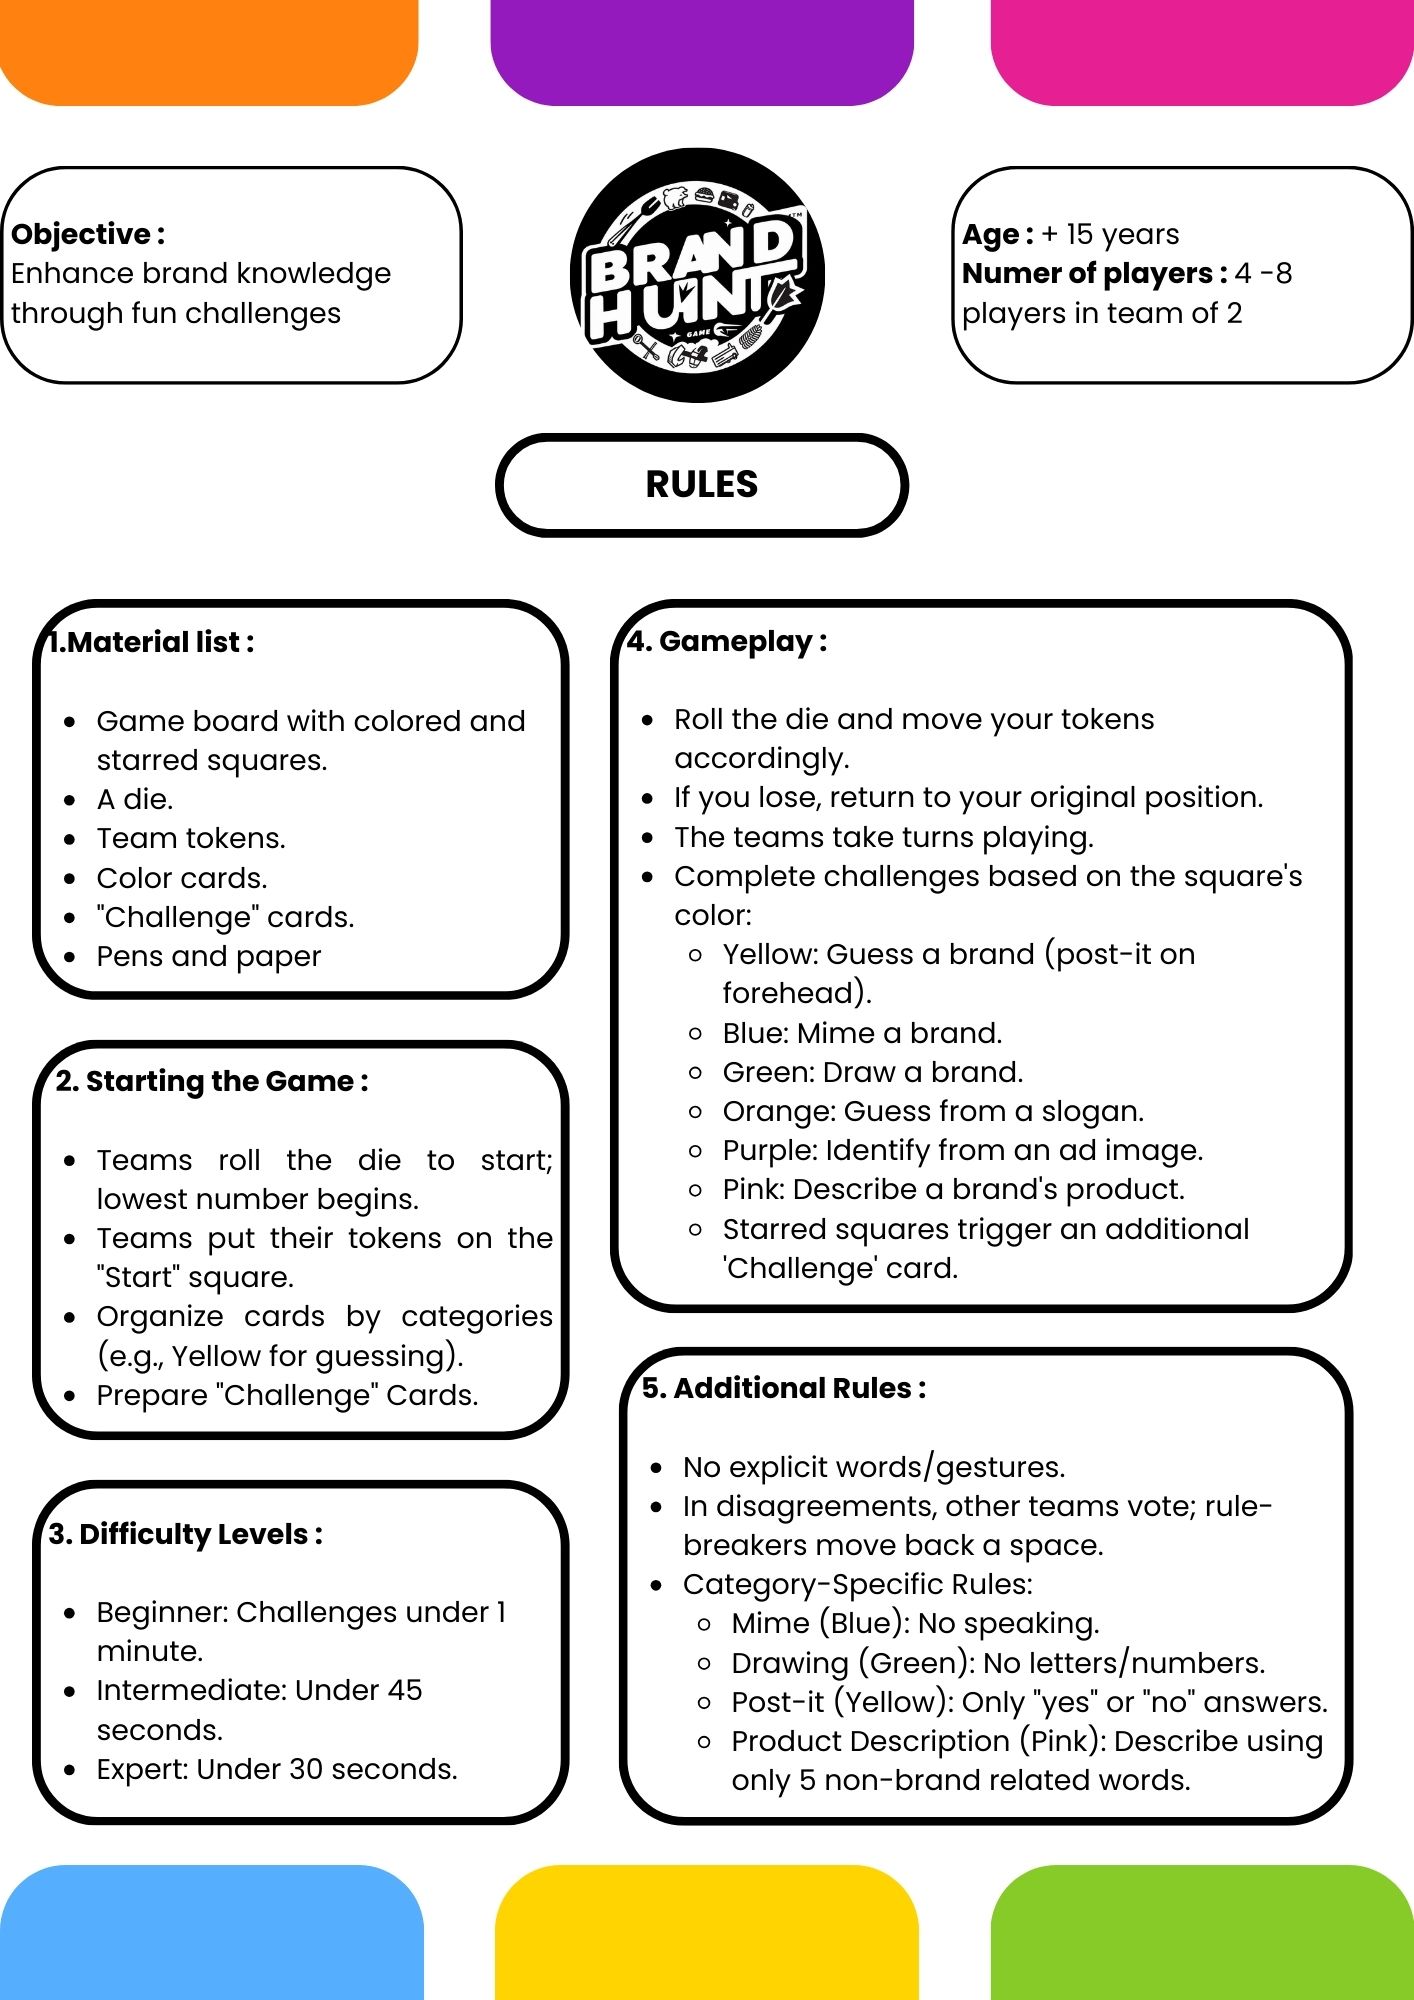 Objective :
Enhance brand knowledge
through fun challenges
BRAND
HUNT
GAME
TM
Age : + 15 years
Numer of players : 4 -8
players in team of 2
RULES
1.Material list :
Game board with colored and
starred squares.
A die.
Team tokens.
Color cards.
"Challenge" cards.
Pens and paper
2. Starting the Game :
Teams roll the die to start;
lowest number begins.
Teams put their tokens on the
"Start" square.
Organize cards by categories
(e.g., Yellow for guessing).
Prepare "Challenge" Cards.
3. Difficulty Levels :
Beginner: Challenges under 1
minute.
Intermediate: Under 45
seconds.
Expert: Under 30 seconds.
4. Gameplay :
Roll the die and move your tokens
accordingly.
If you lose, return to your original position.
The teams take turns playing.
Complete challenges based on the square's
color:
Yellow: Guess a brand (post-it on
forehead).
Blue: Mime a brand.
Green: Draw a brand.
Orange: Guess from a slogan.
Purple: Identify from an ad image.
Pink: Describe a brand's product.
Starred squares trigger an additional
'Challenge' card.
5. Additional Rules :
No explicit words/gestures.
In disagreements, other teams vote; rule-
breakers move back a space.
Category-Specific Rules:
Mime (Blue): No speaking.
Drawing (Green): No letters/numbers.
Post-it (Yellow): Only "yes" or "no" answers.
Product Description (Pink): Describe using
only 5 non-brand related words.